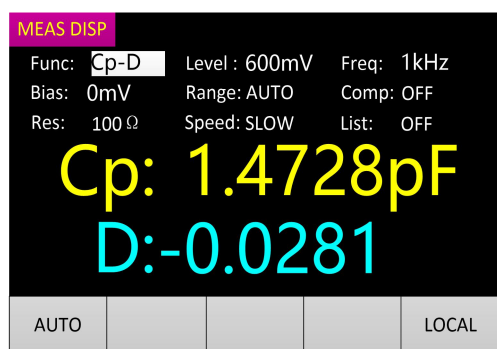 MEAS DISP
Func: Cp-D Level : 600mV Freq: 1kHz
Bias: 0mV Range: AUTO Comp: OFF
Res: 100 Ω Speed: SLOW List: OFF
Cp: 1.4728pF
D:-0.0281
AUTO LOCAL